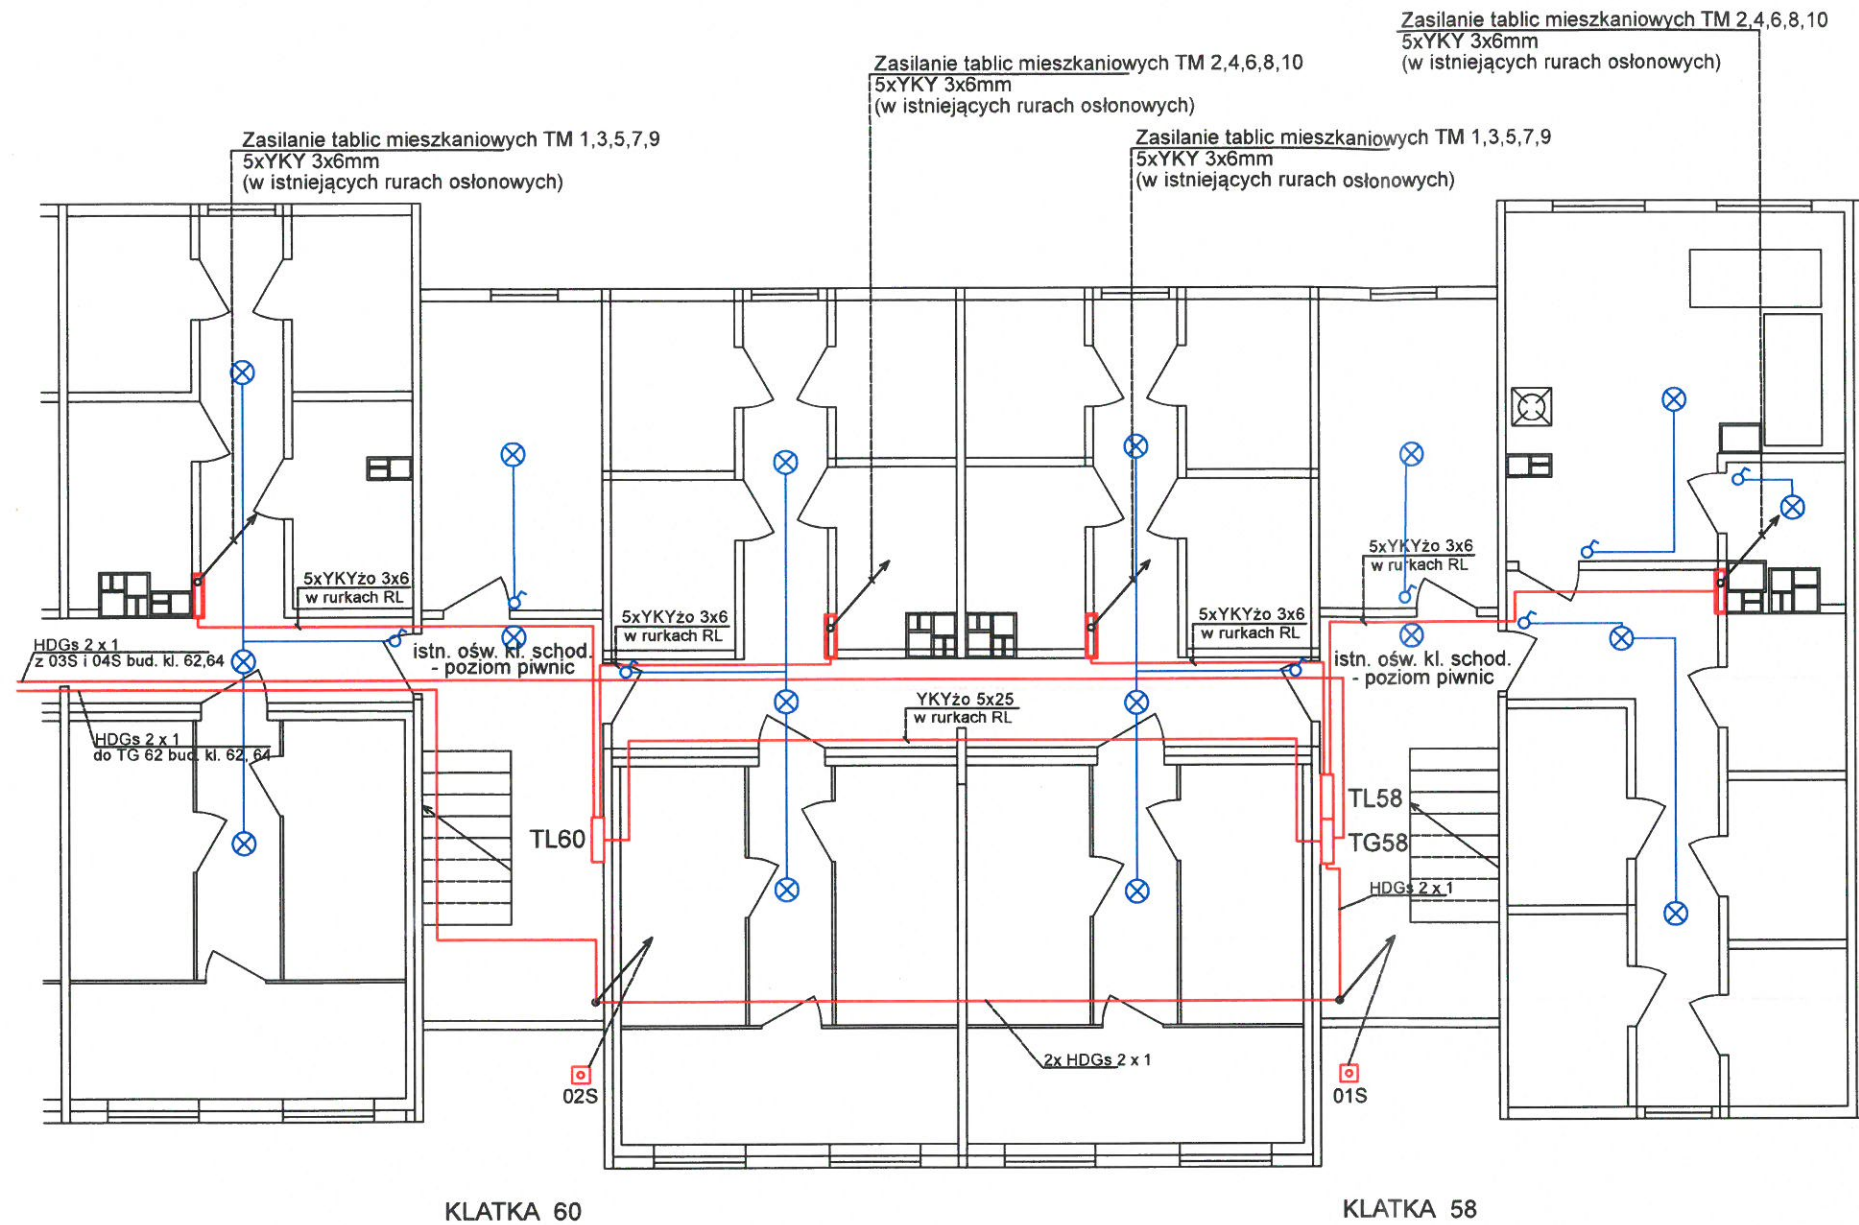 Zasilanie tablic mieszkaniowych TM 2,4,6,8,10
5xYKY 3x6mm
(w istniejących rurach osłonowych)
Zasilanie tablic mieszkaniowych TM 2,4,6,8,10
5xYKY 3x6mm
(w istniejących rurach osłonowych)
Zasilanie tablic mieszkaniowych TM 1,3,5,7,9
5xYKY 3x6mm
(w istniejących rurach osłonowych)
Zasilanie tablic mieszkaniowych TM 1,3,5,7,9
5xYKY 3x6mm
(w istniejących rurach osłonowych)
5xYKYżo 3x6
w rurkach RL
5xYKYżo 3x6
w rurkach RL
5xYKYżo 3x6
w rurkach RL
5xYKYżo 3x6
w rurkach RL
HDGs 2 x 1
z 03S i 04S bud. kl. 62,64
istn. ośw. kl. schod.
- poziom piwnic
istn. ośw. kl. schod.
- poziom piwnic
YKYżo 5x25
w rurkach RL
HDGs 2 x 1
do TG 62 bud. kl. 62, 64
TL60
TL58
TG58
HDGs 2 x 1
2x HDGs 2 x 1
02S
01S
KLATKA 60
KLATKA 58